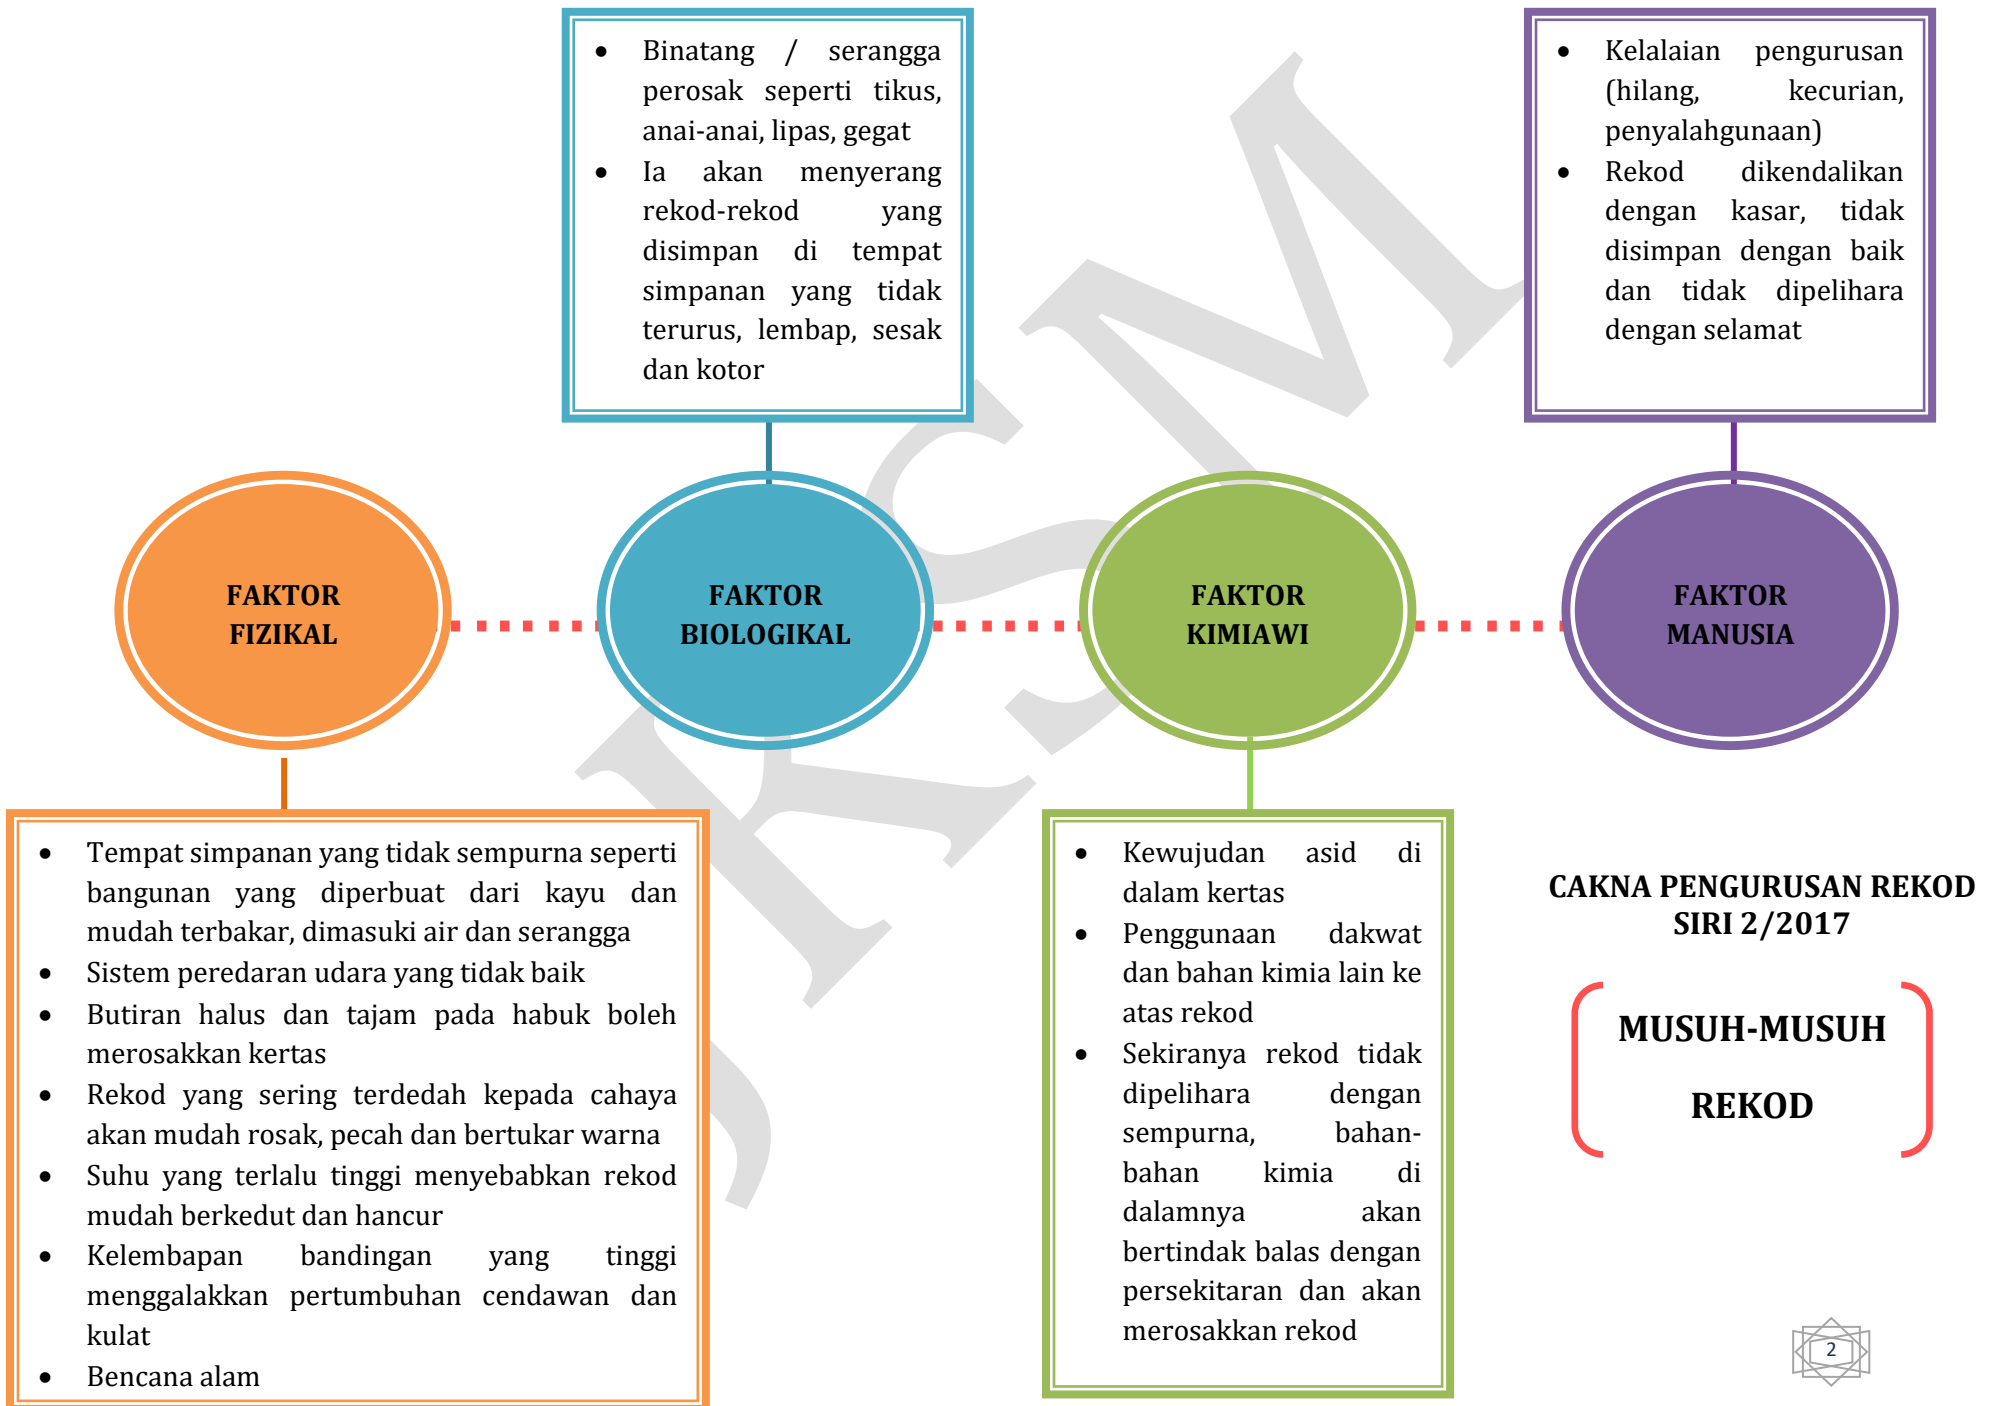 • Binatang / serangga
perosak seperti tikus,
anai-anai, lipas, gegat
• Ia akan menyerang
rekod-rekod yang
disimpan di tempat
simpanan yang tidak
terurus, lembap, sesak
dan kotor
• Kelalaian pengurusan
(hilang, kecurian,
penyalahgunaan)
• Rekod dikendalikan
dengan kasar, tidak
disimpan dengan baik
dan tidak dipelihara
dengan selamat
FAKTOR
FIZIKAL
FAKTOR
BIOLOGIKAL
FAKTOR
KIMIAWI
FAKTOR
MANUSIA
• Tempat simpanan yang tidak sempurna seperti
bangunan yang diperbuat dari kayu dan
mudah terbakar, dimasuki air dan serangga
• Sistem peredaran udara yang tidak baik
• Butiran halus dan tajam pada habuk boleh
merosakkan kertas
• Rekod yang sering terdedah kepada cahaya
akan mudah rosak, pecah dan bertukar warna
• Suhu yang terlalu tinggi menyebabkan rekod
mudah berkedut dan hancur
• Kelembapan bandingan yang tinggi
menggalakkan pertumbuhan cendawan dan
kulat
• Bencana alam
• Kewujudan asid di
dalam kertas
• Penggunaan dakwat
dan bahan kimia lain ke
atas rekod
• Sekiranya rekod tidak
dipelihara dengan
sempurna, bahan-
bahan kimia di
dalamnya akan
bertindak balas dengan
persekitaran dan akan
merosakkan rekod
CAKNA PENGURUSAN REKOD
SIRI 2/2017
MUSUH-MUSUH
REKOD
2
JKSM